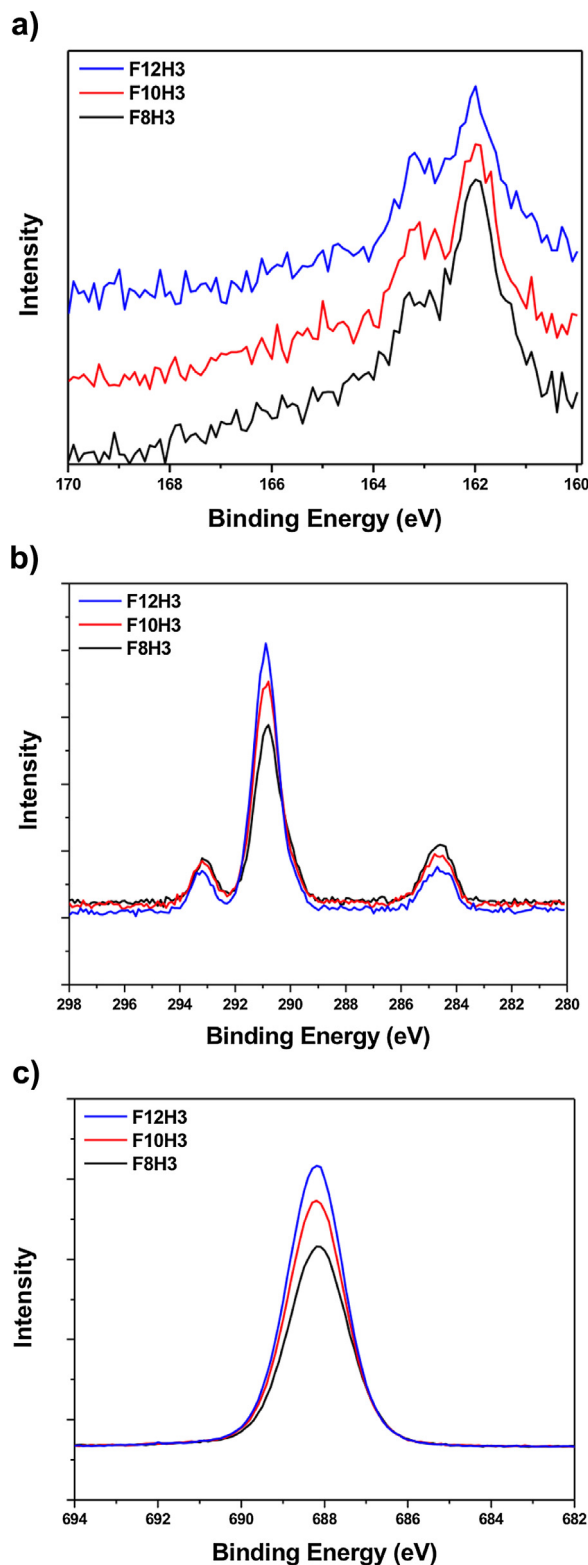 a)
F12H3
F10H3
F8H3
Intensity
170 168 166 164 162 160
Binding Energy (eV)
b)
F12H3
F10H3
F8H3
Intensity
298 296 294 292 291 290 288 286 284 282 280
Binding Energy (eV)
c)
F12H3
F10H3
F8H3
Intensity
694 692 690 688 686 684 682
Binding Energy (eV)